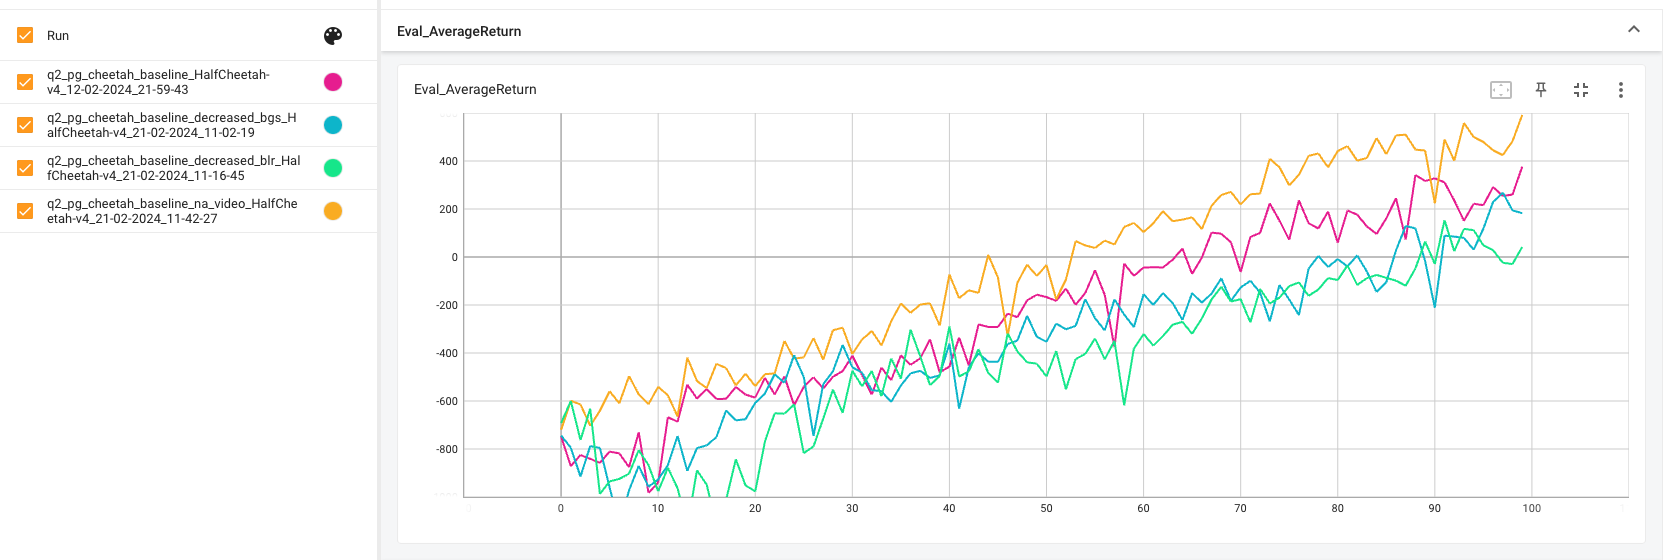 Run
q2_pg_cheetah_baseline_HalfCheetah-
v4_12-02-2024_21-59-43
q2_pg_cheetah_baseline_decreased_bgs_H
alfCheetah-v4_21-02-2024_11-02-19
q2_pg_cheetah_baseline_decreased_blr_Hal
fCheetah-v4_21-02-2024_11-16-45
q2_pg_cheetah_baseline_na_video_HalfChe
etah-v4_21-02-2024_11-42-27
Eval_AverageReturn
Eval_AverageReturn
400
200
0
-200
-400
-600
-800
0 10 20 30 40 50 60 70 80 90 100